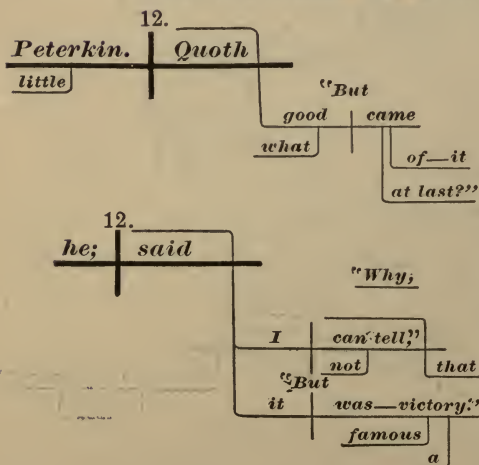 12.
Peterkin. Quoth
little
"But
good came
what
of—it
at last?"
12.
he; said
"Why,
I can tell,"
not that
"But
it was—victory."
famous
a